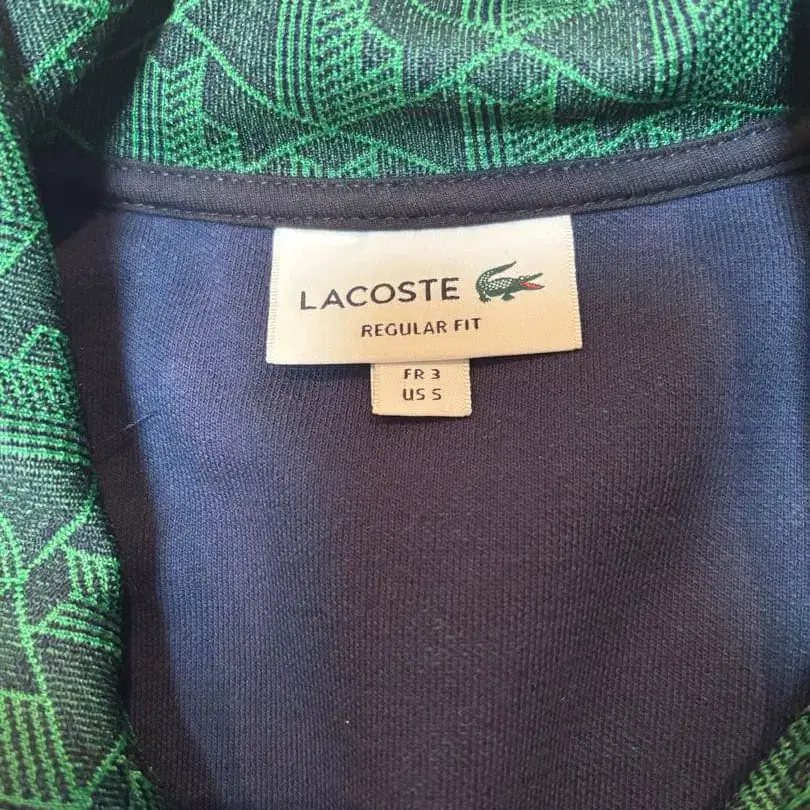 LACOSTE
REGULAR FIT
FR 3
US S